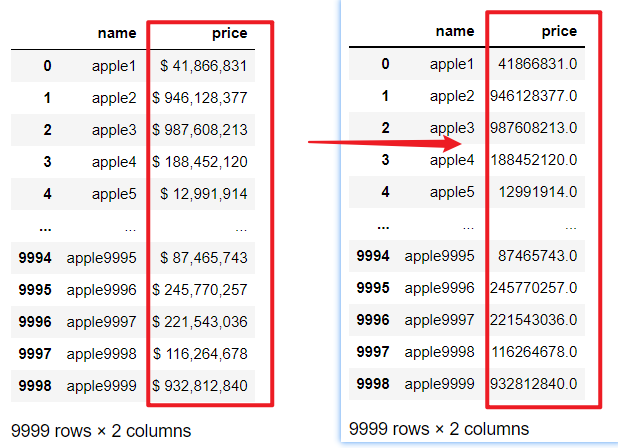 name price
0 apple1 $ 41,866,831
1 apple2 $ 946,128,377
2 apple3 $ 987,608,213
3 apple4 $ 188,452,120
4 apple5 $ 12,991,914
... ... ...
9994 apple9995 $ 87,465,743
9995 apple9996 $ 245,770,257
9996 apple9997 $ 221,543,036
9997 apple9998 $ 116,264,678
9998 apple9999 $ 932,812,840
9999 rows × 2 columns
name price
0 apple1 41866831.0
1 apple2 946128377.0
2 apple3 987608213.0
3 apple4 188452120.0
4 apple5 12991914.0
... ... ...
9994 apple9995 87465743.0
9995 apple9996 245770257.0
9996 apple9997 221543036.0
9997 apple9998 116264678.0
9998 apple9999 932812840.0
9999 rows × 2 columns